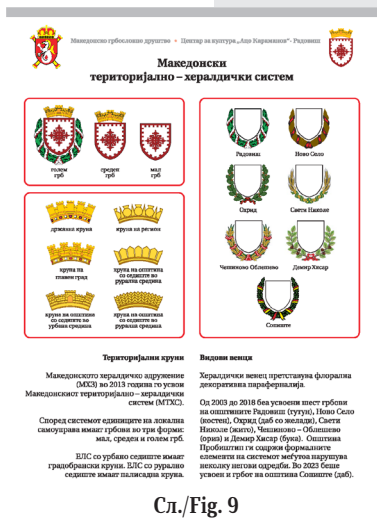 Македонско грбословно друштво • Центар за култура „Ацо Караманов“- Радовиш
Македонски
територијално – хералдички систем
голем
грб
среден
грб
мал
грб
државна круна
круна на регион
круна на
главен град
круна на општина
со седиште во
рурална средина
круна на општина
со седиште во
урбана средина
круна на општина
со седиште во
рурална средина
Радовиш
Ново Село
Охрид
Свети Николе
Чешиново Облешево
Демир Хисар
Сопиште
Територијални круни
Македонското хералдичко здружение
(МХЗ) во 2013 година го усвои
Македонскиот територијално – хералдички
систем (МТХС).
Според системот единиците на локална
самоуправа имаат грбови во три форми:
мал, среден и голем грб.
ЕЛС со урбано седиште имаат
градобрански круни. ЕЛС со рурално
седиште имаат палисадна круна.
Видови венци
Хералдички венец претставува флорална
декоративна параферналија.
Од 2003 до 2018 беа усвоени шест грбови
на општините Радовиш (тутун), Ново Село
(костен), Охрид (даб со желади), Свети
Николе (жито), Чешиново – Облешево
(ориз) и Демир Хисар (бука). Општина
Пробиштип ги содржи формалните
елементи на системот меѓутоа нарушува
неколку негови одредби. Во 2023 беше
усвоен и грбот на општина Сопиште (даб).
Сл./Fig. 9